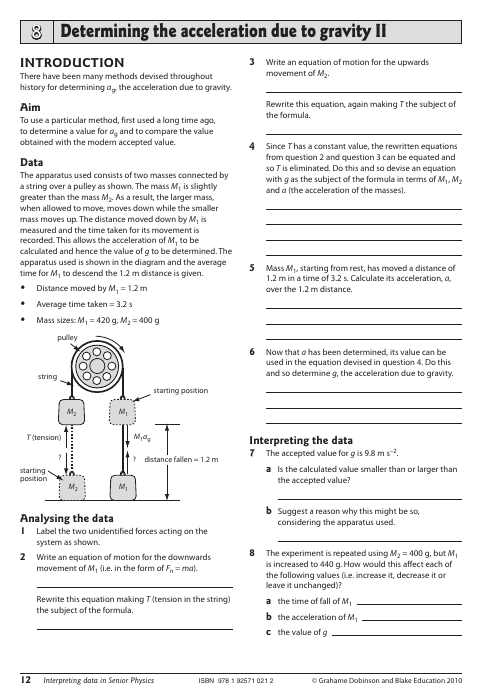 8 Determining the acceleration due to gravity II
INTRODUCTION
There have been many methods devised throughout
history for determining ag, the acceleration due to gravity.
Aim
To use a particular method, first used a long time ago,
to determine a value for ag and to compare the value
obtained with the modern accepted value.
Data
The apparatus used consists of two masses connected by
a string over a pulley as shown. The mass M1 is slightly
greater than the mass M2. As a result, the larger mass,
when allowed to move, moves down while the smaller
mass moves up. The distance moved down by M1 is
measured and the time taken for its movement is
recorded. This allows the acceleration of M1 to be
calculated and hence the value of g to be determined. The
apparatus used is shown in the diagram and the average
time for M1 to descend the 1.2 m distance is given.
• Distance moved by M1 = 1.2 m
• Average time taken = 3.2 s
• Mass sizes: M1 = 420 g, M2 = 400 g
pulley
string
starting position
M2
M1
T (tension)
M1ag
?
?
distance fallen = 1.2 m
starting
position
M2
M1
Analysing the data
1 Label the two unidentified forces acting on the
system as shown.
2 Write an equation of motion for the downwards
movement of M1 (i.e. in the form of Fn = ma).
Rewrite this equation making T (tension in the string)
the subject of the formula.
3 Write an equation of motion for the upwards
movement of M2.
Rewrite this equation, again making T the subject of
the formula.
4 Since T has a constant value, the rewritten equations
from question 2 and question 3 can be equated and
so T is eliminated. Do this and so devise an equation
with g as the subject of the formula in terms of M1, M2
and a (the acceleration of the masses).
5 Mass M1, starting from rest, has moved a distance of
1.2 m in a time of 3.2 s. Calculate its acceleration, a,
over the 1.2 m distance.
6 Now that a has been determined, its value can be
used in the equation devised in question 4. Do this
and so determine g, the acceleration due to gravity.
Interpreting the data
7 The accepted value for g is 9.8 m s⁻².
a Is the calculated value smaller than or larger than
the accepted value?
b Suggest a reason why this might be so,
considering the apparatus used.
8 The experiment is repeated using M2 = 400 g, but M1
is increased to 440 g. How would this affect each of
the following values (i.e. increase it, decrease it or
leave it unchanged)?
a the time of fall of M1
b the acceleration of M1
c the value of g
12 Interpreting data in Senior Physics ISBN 978 1 92571 021 2 © Grahame Dobinson and Blake Education 2010